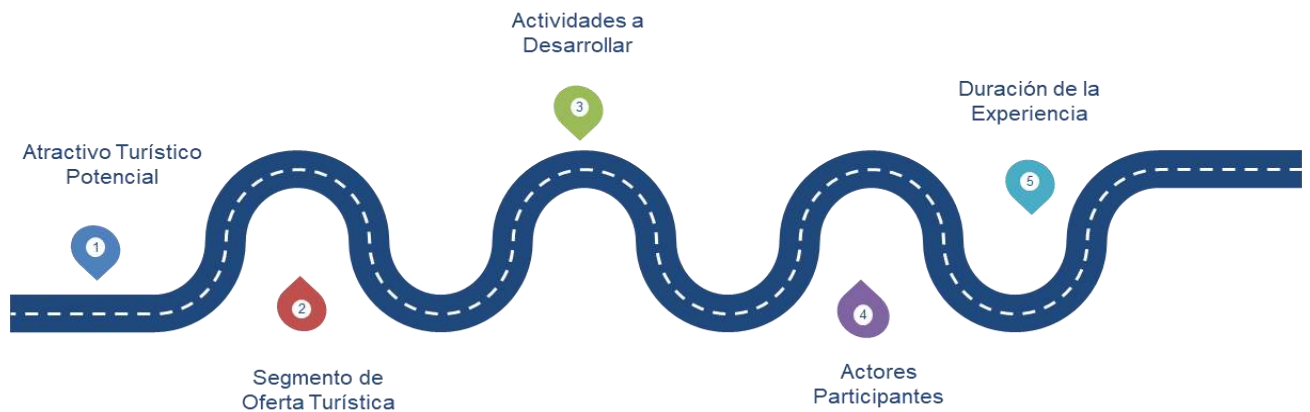 Atractivo Turístico
Potencial
1
2
Segmento de
Oferta Turística
Actividades a
Desarrollar
3
4
Actores
Participantes
Duración de la
Experiencia
5